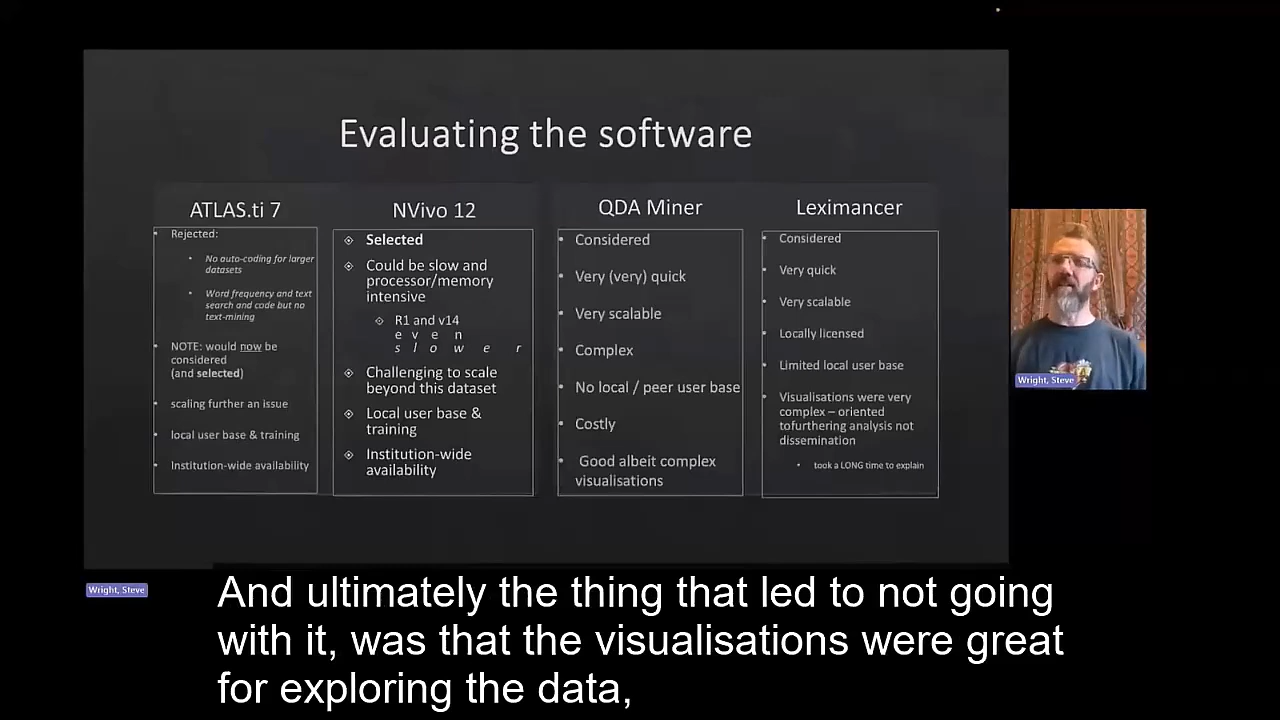 Evaluating the software
ATLAS.ti 7
Rejected:
No auto-coding for larger
datasets
Word frequency and text
search and code but no
text-mining
NOTE: would now be
considered
(and selected)
scaling further an issue
local user base & training
Institution-wide availability
NVivo 12
Selected
Could be slow and
processor/memory
intensive
R1 and v14
e v e n
s l o w e r
Challenging to scale
beyond this dataset
Local user base &
training
Institution-wide
availability
QDA Miner
Considered
Very (very) quick
Very scalable
Complex
No local / peer user base
Costly
Good albeit complex
visualisations
Leximancer
Considered
Very quick
Very scalable
Locally licensed
Limited local user base
Visualisations were very
complex – oriented
tofurthering analysis not
dissemination
took a LONG time to explain
Wright, Steve
Wright, Steve
And ultimately the thing that led to not going
with it, was that the visualisations were great
for exploring the data,